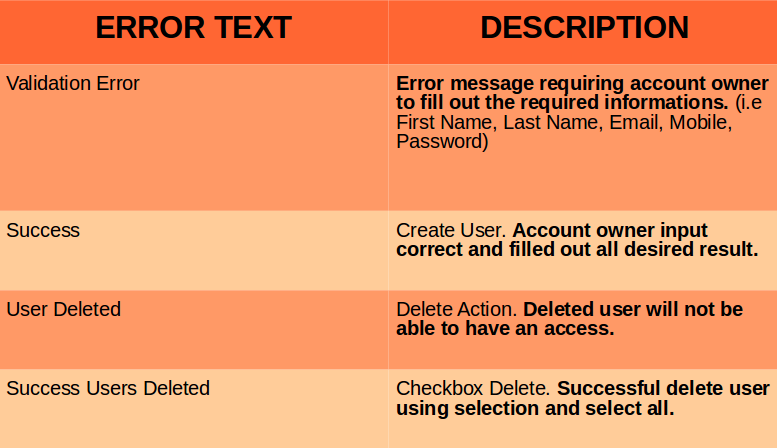 ERROR TEXT
DESCRIPTION
Validation Error
Error message requiring account owner
to fill out the required informations. (i.e
First Name, Last Name, Email, Mobile,
Password)
Success
Create User. Account owner input
correct and filled out all desired result.
User Deleted
Delete Action. Deleted user will not be
able to have an access.
Success Users Deleted
Checkbox Delete. Successful delete user
using selection and select all.